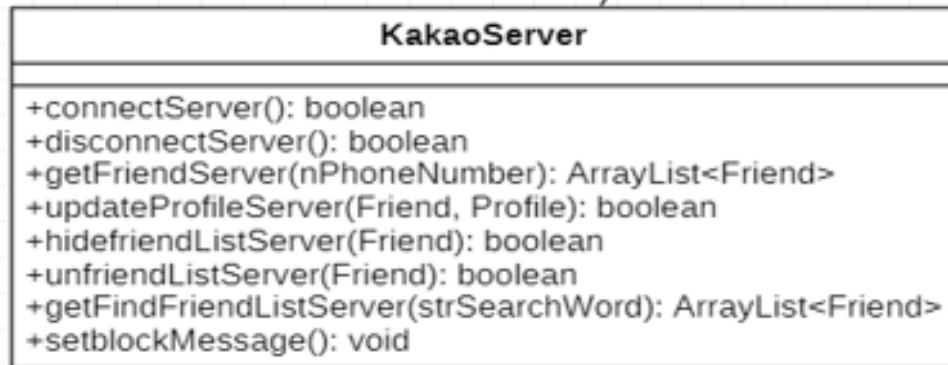 KakaoServer
+connectServer(): boolean
+disconnectServer(): boolean
+getFriendServer(nPhoneNumber): ArrayList<Friend>
+updateProfileServer(Friend, Profile): boolean
+hidefriendListServer(Friend): boolean
+unfriendListServer(Friend): boolean
+getFindFriendListServer(strSearchWord): ArrayList<Friend>
+setblockMessage(): void